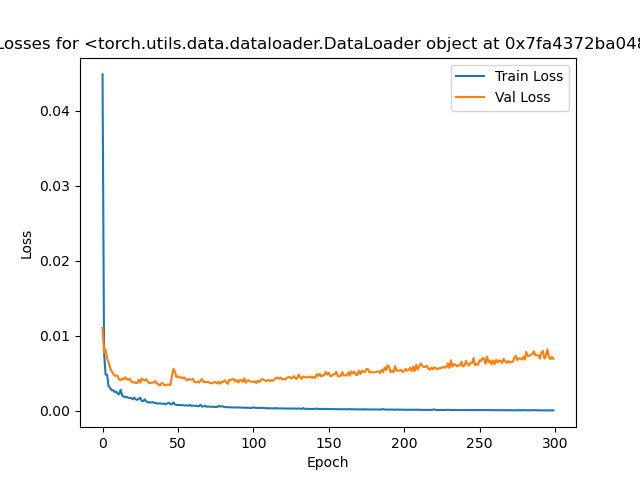 Losses for <torch.utils.data.dataloader.DataLoader object at 0x7fa4372ba048
Train Loss
Val Loss
Loss
0.04
0.03
0.02
0.01
0.00
0 50 100 150 200 250 300
Epoch